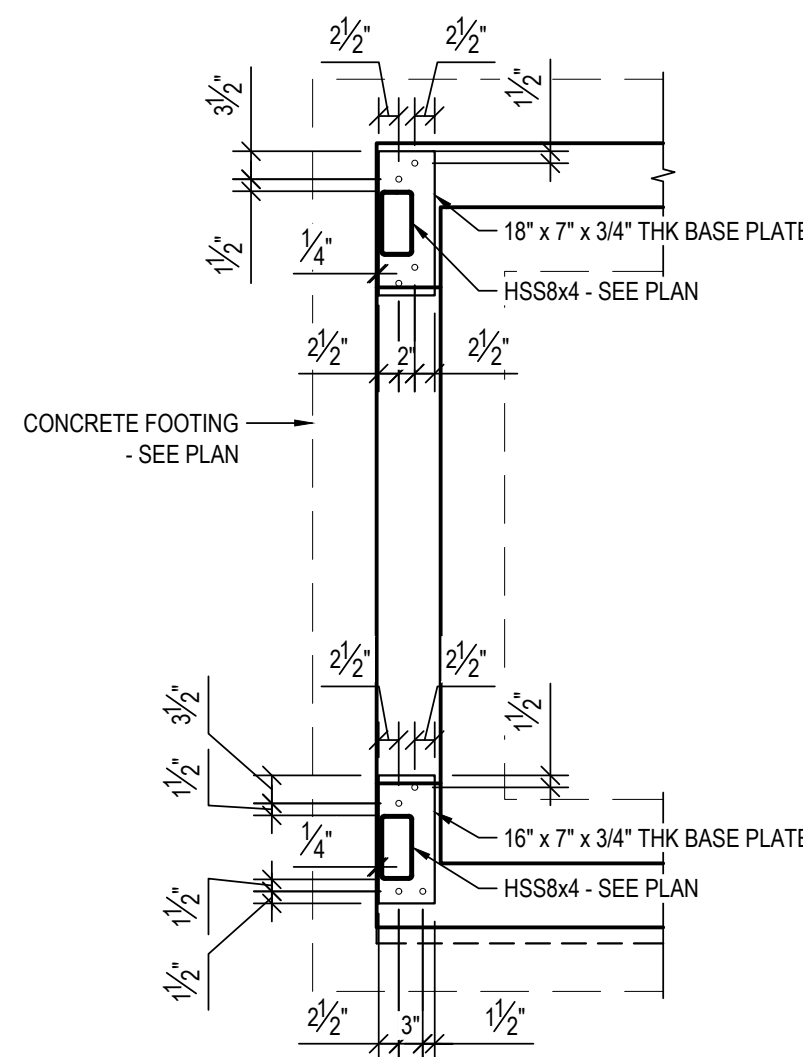 2½" 2½"
3½"
1½"
1½"
18" x 7" x 3/4" THK BASE PLATE
¼"
HSS8x4 - SEE PLAN
2½" 2" 2½"
CONCRETE FOOTING
- SEE PLAN
2½" 2½"
3½"
1½"
1½"
16" x 7" x 3/4" THK BASE PLATE
¼"
HSS8x4 - SEE PLAN
1½"
1½"
2½" 3" 1½"